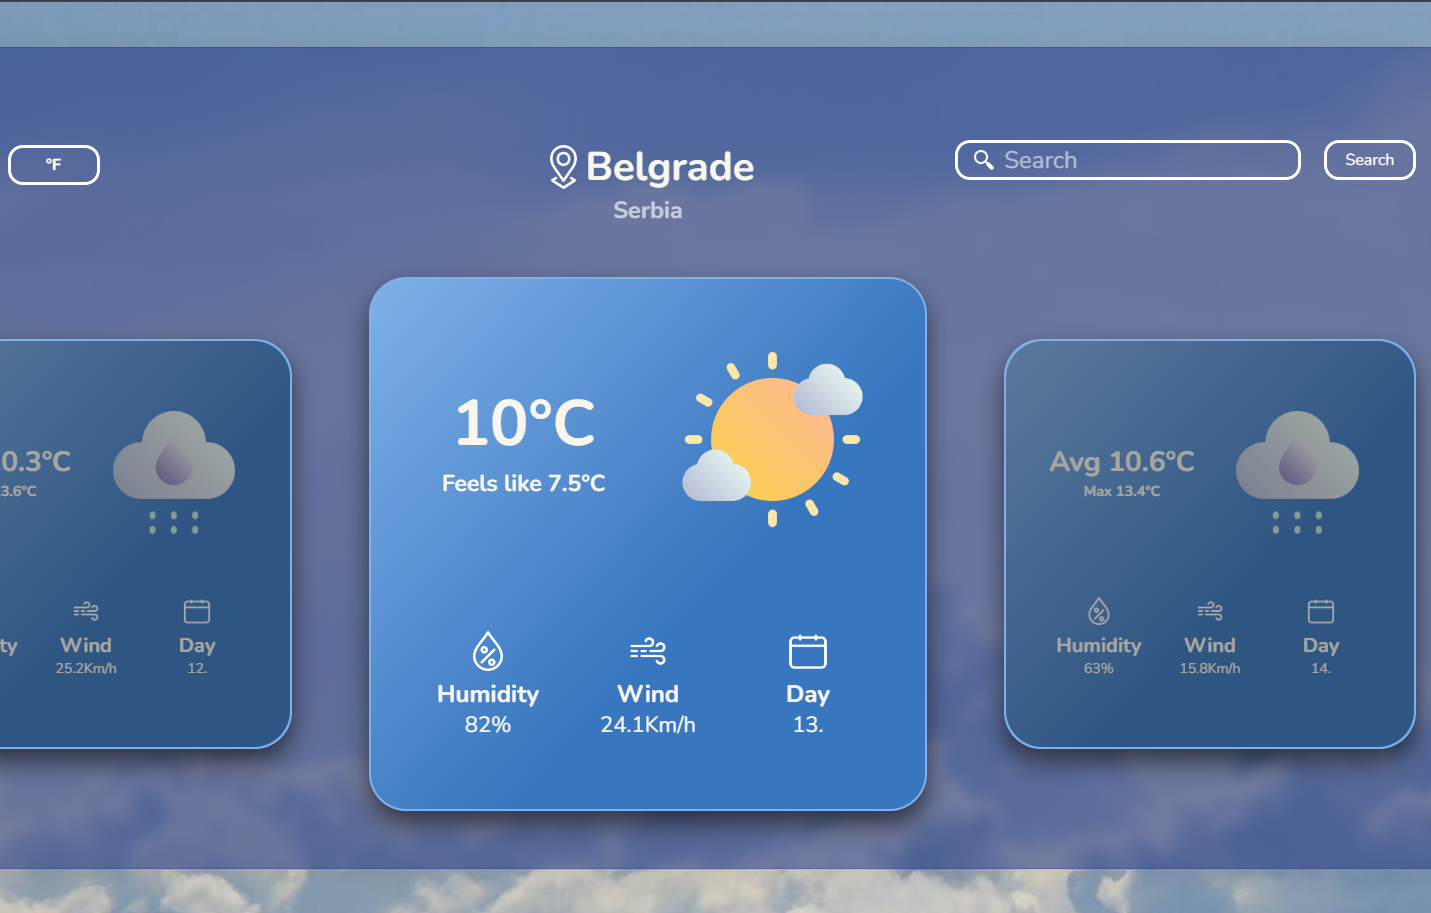 °F
Belgrade
Search
Search
Serbia
0.3°C
3.6°C
ty
Wind
25.2Km/h
Day
12.
10°C
Feels like 7.5°C
Humidity
82%
Wind
24.1Km/h
Day
13.
Avg 10.6°C
Max 13.4°C
Humidity
63%
Wind
15.8Km/h
Day
14.